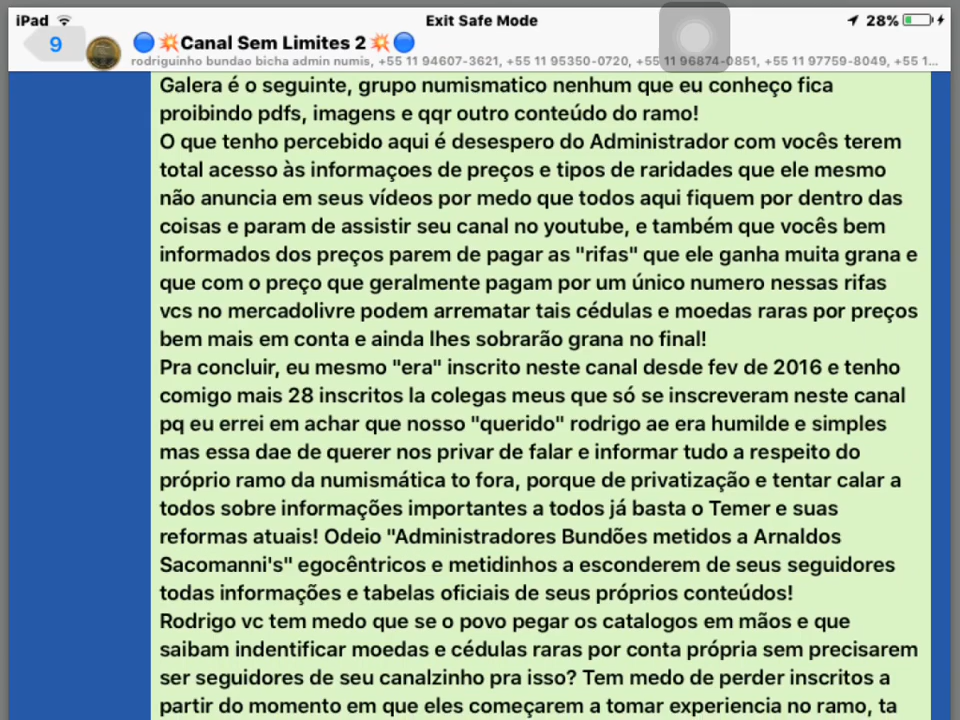 iPad Exit Safe Mode 28%
9 🔵💥Canal Sem Limites 2💥🔵
rodriguinho bundao bicha admin numis, +55 11 94607-3621, +55 11 95350-0720, +55 11 96874-0851, +55 11 97759-8049, +55 1...
Galera é o seguinte, grupo numismatico nenhum que eu conheço fica
proibindo pdfs, imagens e qqr outro conteúdo do ramo!
O que tenho percebido aqui é desespero do Administrador com vocês terem
total acesso às informaçoes de preços e tipos de raridades que ele mesmo
não anuncia em seus vídeos por medo que todos aqui fiquem por dentro das
coisas e param de assistir seu canal no youtube, e também que vocês bem
informados dos preços parem de pagar as "rifas" que ele ganha muita grana e
que com o preço que geralmente pagam por um único numero nessas rifas
vcs no mercadolivre podem arrematar tais cédulas e moedas raras por preços
bem mais em conta e ainda lhes sobrarão grana no final!
Pra concluir, eu mesmo "era" inscrito neste canal desde fev de 2016 e tenho
comigo mais 28 inscritos la colegas meus que só se inscreveram neste canal
pq eu errei em achar que nosso "querido" rodrigo ae era humilde e simples
mas essa dae de querer nos privar de falar e informar tudo a respeito do
próprio ramo da numismática to fora, porque de privatização e tentar calar a
todos sobre informações importantes a todos já basta o Temer e suas
reformas atuais! Odeio "Administradores Bundões metidos a Arnaldos
Sacomanni's" egocêntricos e metidinhos a esconderem de seus seguidores
todas informações e tabelas oficiais de seus próprios conteúdos!
Rodrigo vc tem medo que se o povo pegar os catalogos em mãos e que
saibam indentificar moedas e cédulas raras por conta própria sem precisarem
ser seguidores de seu canalzinho pra isso? Tem medo de perder inscritos a
partir do momento em que eles começarem a tomar experiencia no ramo, ta